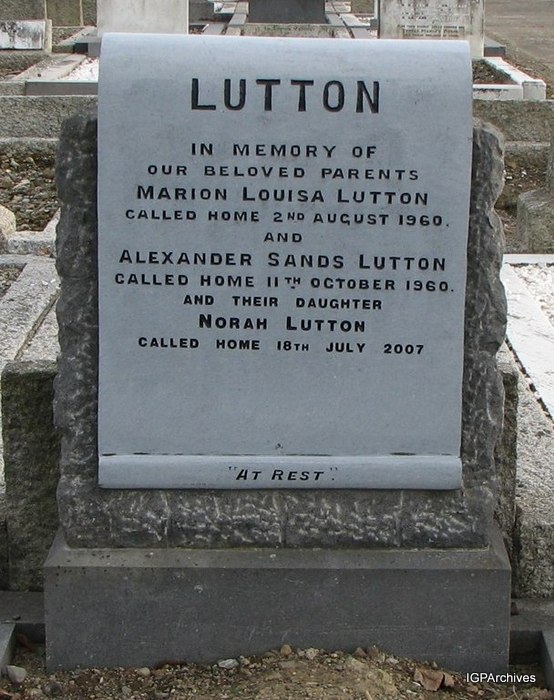 LUTTON
IN MEMORY OF
OUR BELOVED PARENTS
MARION LOUISA LUTTON
CALLED HOME 2ND AUGUST 1960.
AND
ALEXANDER SANDS LUTTON
CALLED HOME 11TH OCTOBER 1960.
AND THEIR DAUGHTER
NORAH LUTTON
CALLED HOME 18TH JULY 2007
"AT REST".
IGPArchives